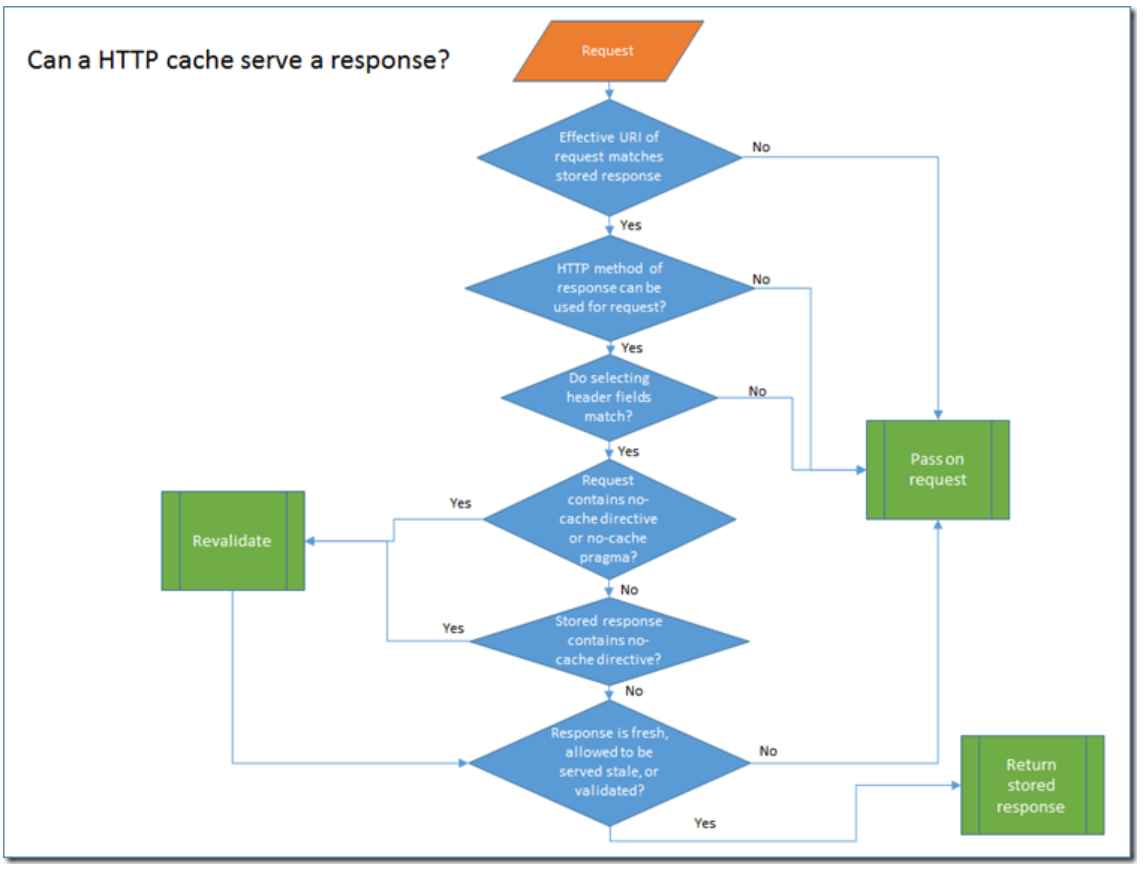 Can a HTTP cache serve a response?
Request
Effective URI of
request matches
stored response
No
Yes
HTTP method of
response can be
used for request?
No
Yes
Do selecting
header fields
match?
No
Yes
Pass on
request
Request
contains no-
cache directive
or no-cache
pragma?
Yes
Revalidate
No
Stored response
contains no-
cache directive?
Yes
No
Response is fresh,
allowed to be
served stale, or
validated?
No
Yes
Return
stored
response